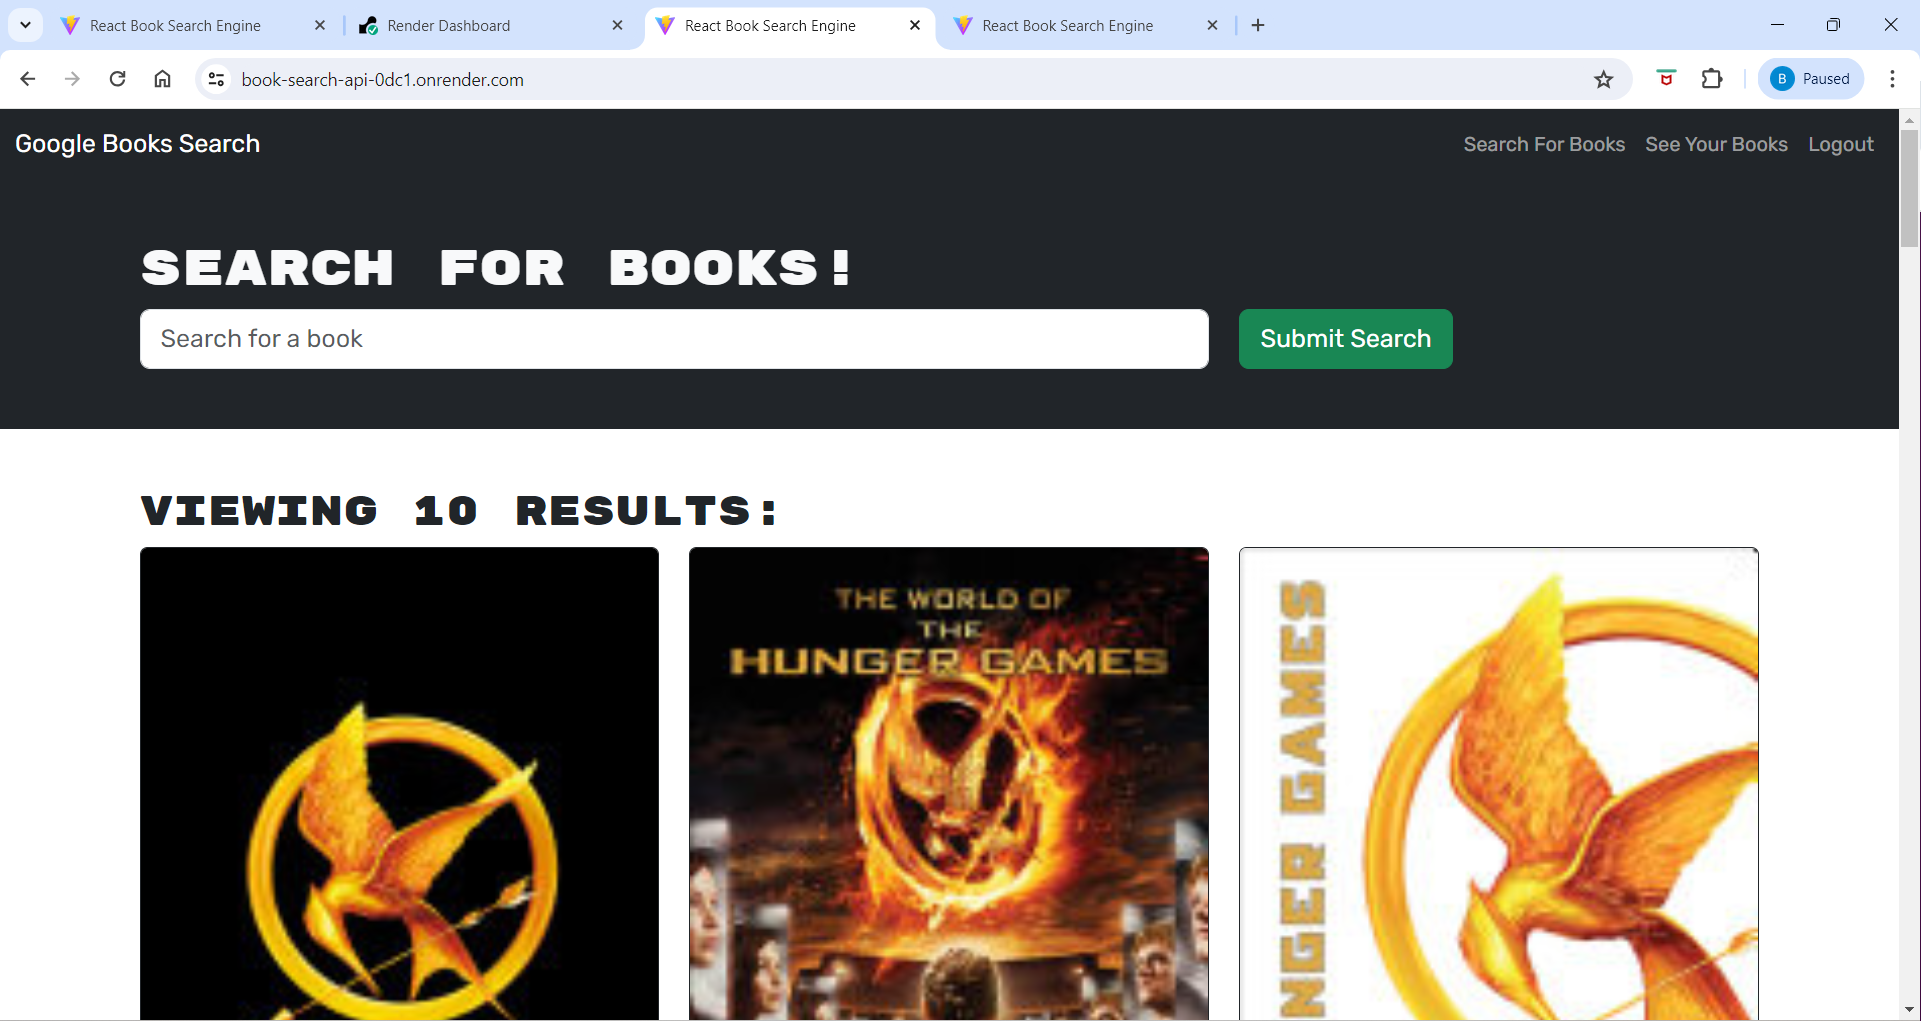 React Book Search Engine
Render Dashboard
React Book Search Engine
React Book Search Engine
book-search-api-0dc1.onrender.com
B Paused
Google Books Search
Search For Books
See Your Books
Logout
SEARCH FOR BOOKS!
Search for a book
Submit Search
VIEWING 10 RESULTS:
THE WORLD OF
THE
HUNGER GAMES
NGER GAMES